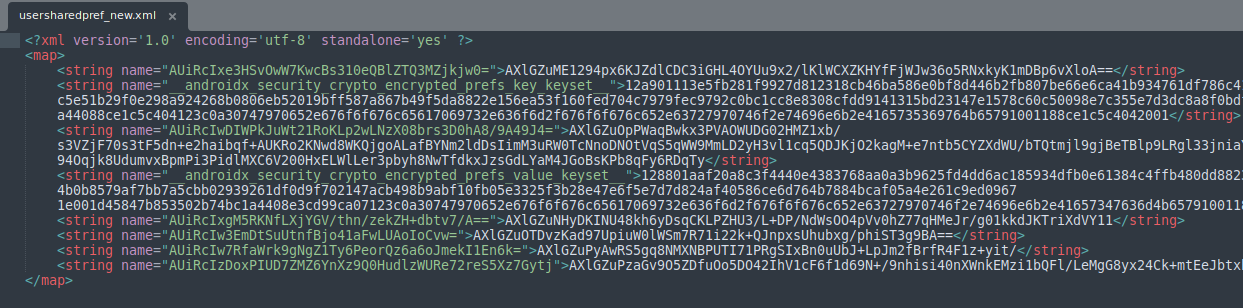 usersharedpref_new.xml ×
<?xml version='1.0' encoding='utf-8' standalone='yes' ?>
<map>
<string name="AUiRcIxe3HSvOwW7KwcBs310eQBlZTQ3MZjkjw0=">AXlGZuME1294px6KJZdlCDC3iGHL4OYUu9x2/lKlWCXZKHYfFjWJw36o5RNxkyK1mDBp6vXloA==</string>
<string name="__androidx_security_crypto_encrypted_prefs_key_keyset__">12a901113e5fb281f9927d812318cb46ba586e0bf8d446b2fb807be66e6ca41b934761df786c4
c5e51b29f0e298a924268b0806eb52019bff587a867b49f5da8822e156ea53f160fed704c7979fec9792c0bc1cc8e8308cfdd9141315bd23147e1578c60c50098e7c355e7d3dc8a8f0bdf
a44088ce1c5c404123c0a30747970652e676f6f676c65617069732e636f6d2f676f6f676c652e63727970746f2e74696e6b2e4165735369764b65791001188ce1c5c4042001</string>
<string name="AUiRcIwDIWPkJuWt21RoKLp2wLNzX08brs3D0hA8/9A49J4=">AXlGZuOpPWaqBwkx3PVAOWUDG02HMZ1xb/
s3VZjF70s3tF5dn+e2haibqf+AUKRo2KNwd8WKQjgoALafBYNm2ldDsIimM3uRW0TcNnoDNOtVqS5qWW9MmLD2yH3vl1cq5QDJKjO2kagM+e7ntb5CYZXdWU/bTQtmjl9gjBeTBlp9LRgl33jnia
94Oqjk8UdumvxBpmPi3PidlMXC6V200HxELWlLer3pbyh8NwTfdkxJzsGdLYaM4JGoBsKPb8qFy6RDqTy</string>
<string name="__androidx_security_crypto_encrypted_prefs_value_keyset__">128801aaf20a8c3f4440e4383768aa0a3b9625fd4dd6ac185934dfb0e61384c4ffb480dd882
4b0b8579af7bb7a5cbb02939261df0d9f702147acb498b9abf10fb05e3325f3b28e47e6f5e7d7d824af40586ce6d764b7884bcaf05a4e261c9ed0967
1e001d45847b853502b74bc1a4408e3cd99ca07123c0a30747970652e676f6f676c65617069732e636f6d2f676f6f676c652e63727970746f2e74696e6b2e41657347636d4b6579100118
<string name="AUiRcIxgM5RKNfLXjYGV/thn/zekZH+dbtv7/A==">AXlGZuNHyDKINU48kh6yDsqCKLPZHU3/L+DP/NdWsOO4pVv0hZ77qHMeJr/g01kkdJKTriXdVY11</string>
<string name="AUiRcIw3EmDtSuUtnfBjo41aFwLUAoIoCvw=">AXlGZuOTDvzKad97UpiuW0lWSm7R71i22k+QJnpxsUhubxg/phiST3g9BA==</string>
<string name="AUiRcIw7RfaWrk9gNgZ1Ty6PeorQz6a6oJmekI1En6k=">AXlGZuPyAwRS5gq8NMXNBPUTI71PRgSIxBn0uUbJ+LpJm2fBrfR4F1z+yit/</string>
<string name="AUiRcIzDoxPIUD7ZMZ6YnXz9Q0HudlzWURe72reS5Xz7Gytj">AXlGZuPzaGv9O5ZDfuOo5DO42IhV1cF6f1d69N+/9nhisi40nXWnkEMzi1bQFl/LeMgG8yx24Ck+mtEeJbtx
</map>